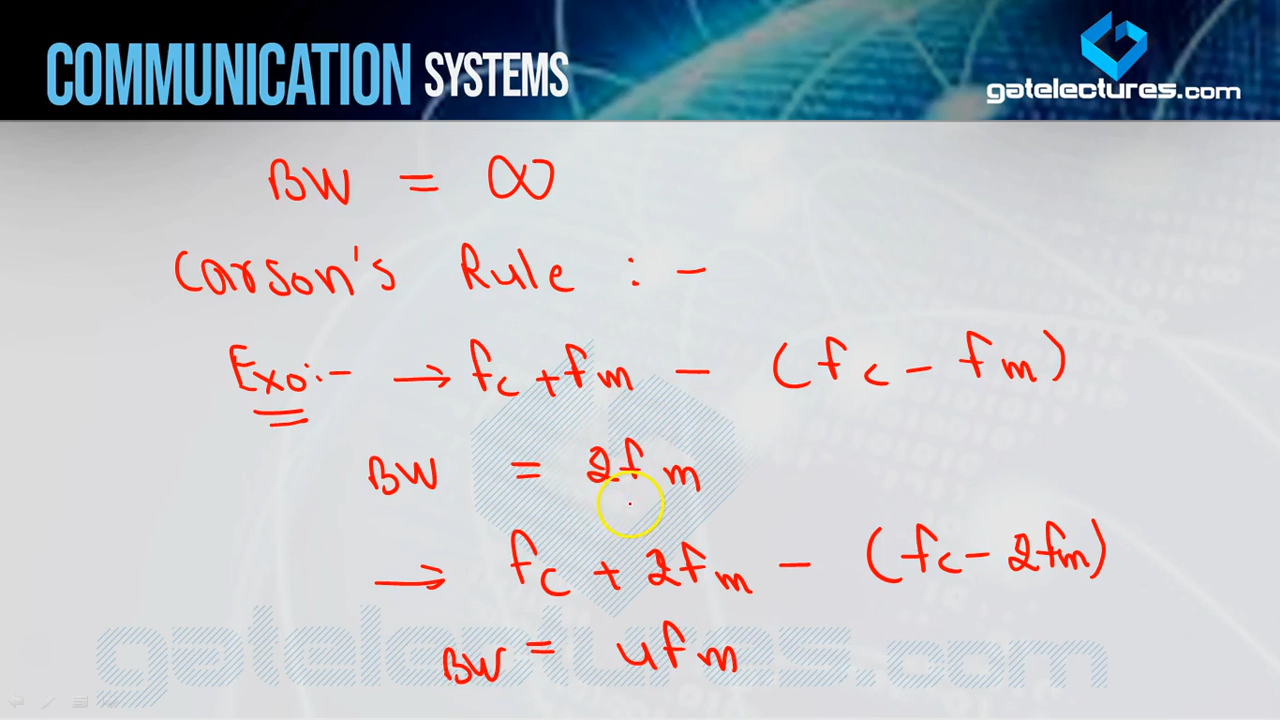 COMMUNICATION SYSTEMS
gatelectures.com
BW = ∞
Carson's Rule : -
Exo:- → fc + fm - (fc - fm)
BW = 2fm
→ fc + 2fm - (fc - 2fm)
BW = 4fm
gatelectures.com